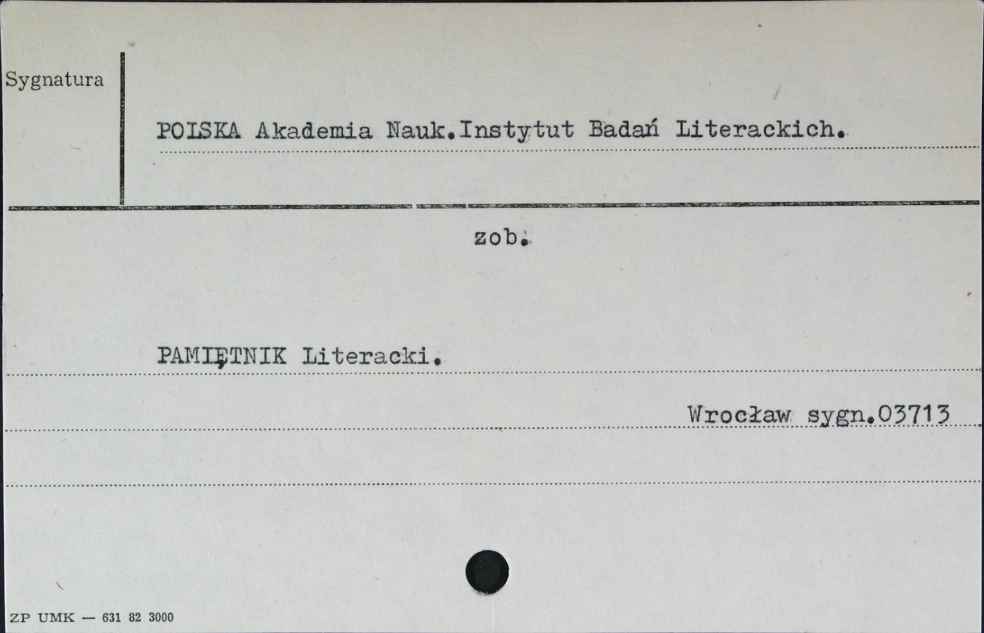 Sygnatura
POLSKA Akademia Nauk.Instytut Badań Literackich.
zob.
PAMIĘTNIK Literacki.
Wrocław sygn.03713
ZP UMK — 631 82 3000